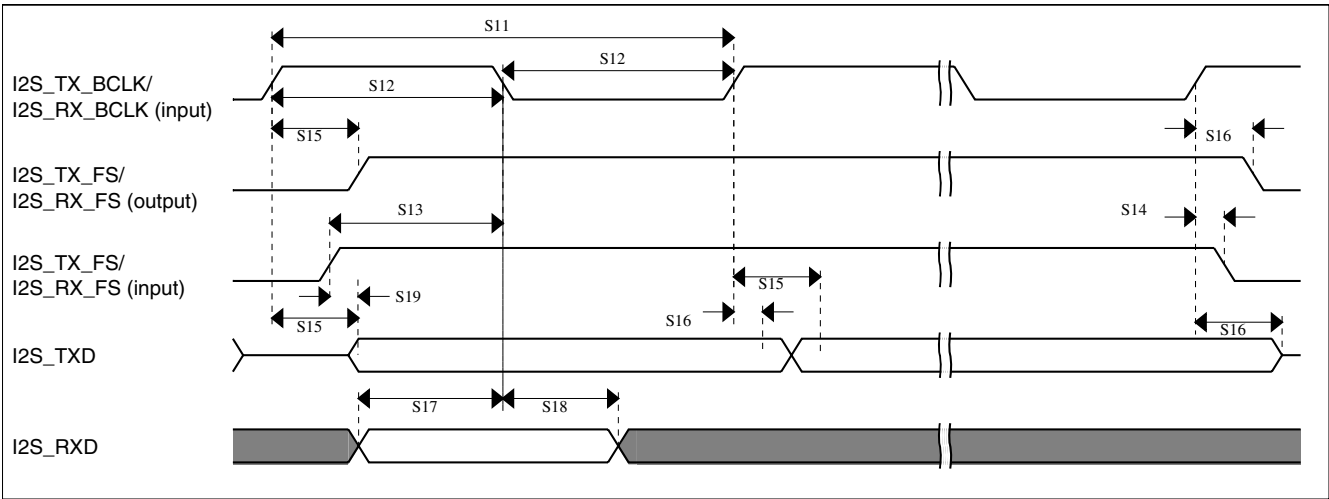 S11
I2S_TX_BCLK/
I2S_RX_BCLK (input)
S12
S12
S15
S16
I2S_TX_FS/
I2S_RX_FS (output)
S13
S14
I2S_TX_FS/
I2S_RX_FS (input)
S15
S19
S16
S15
S16
I2S_TXD
S17
S18
I2S_RXD